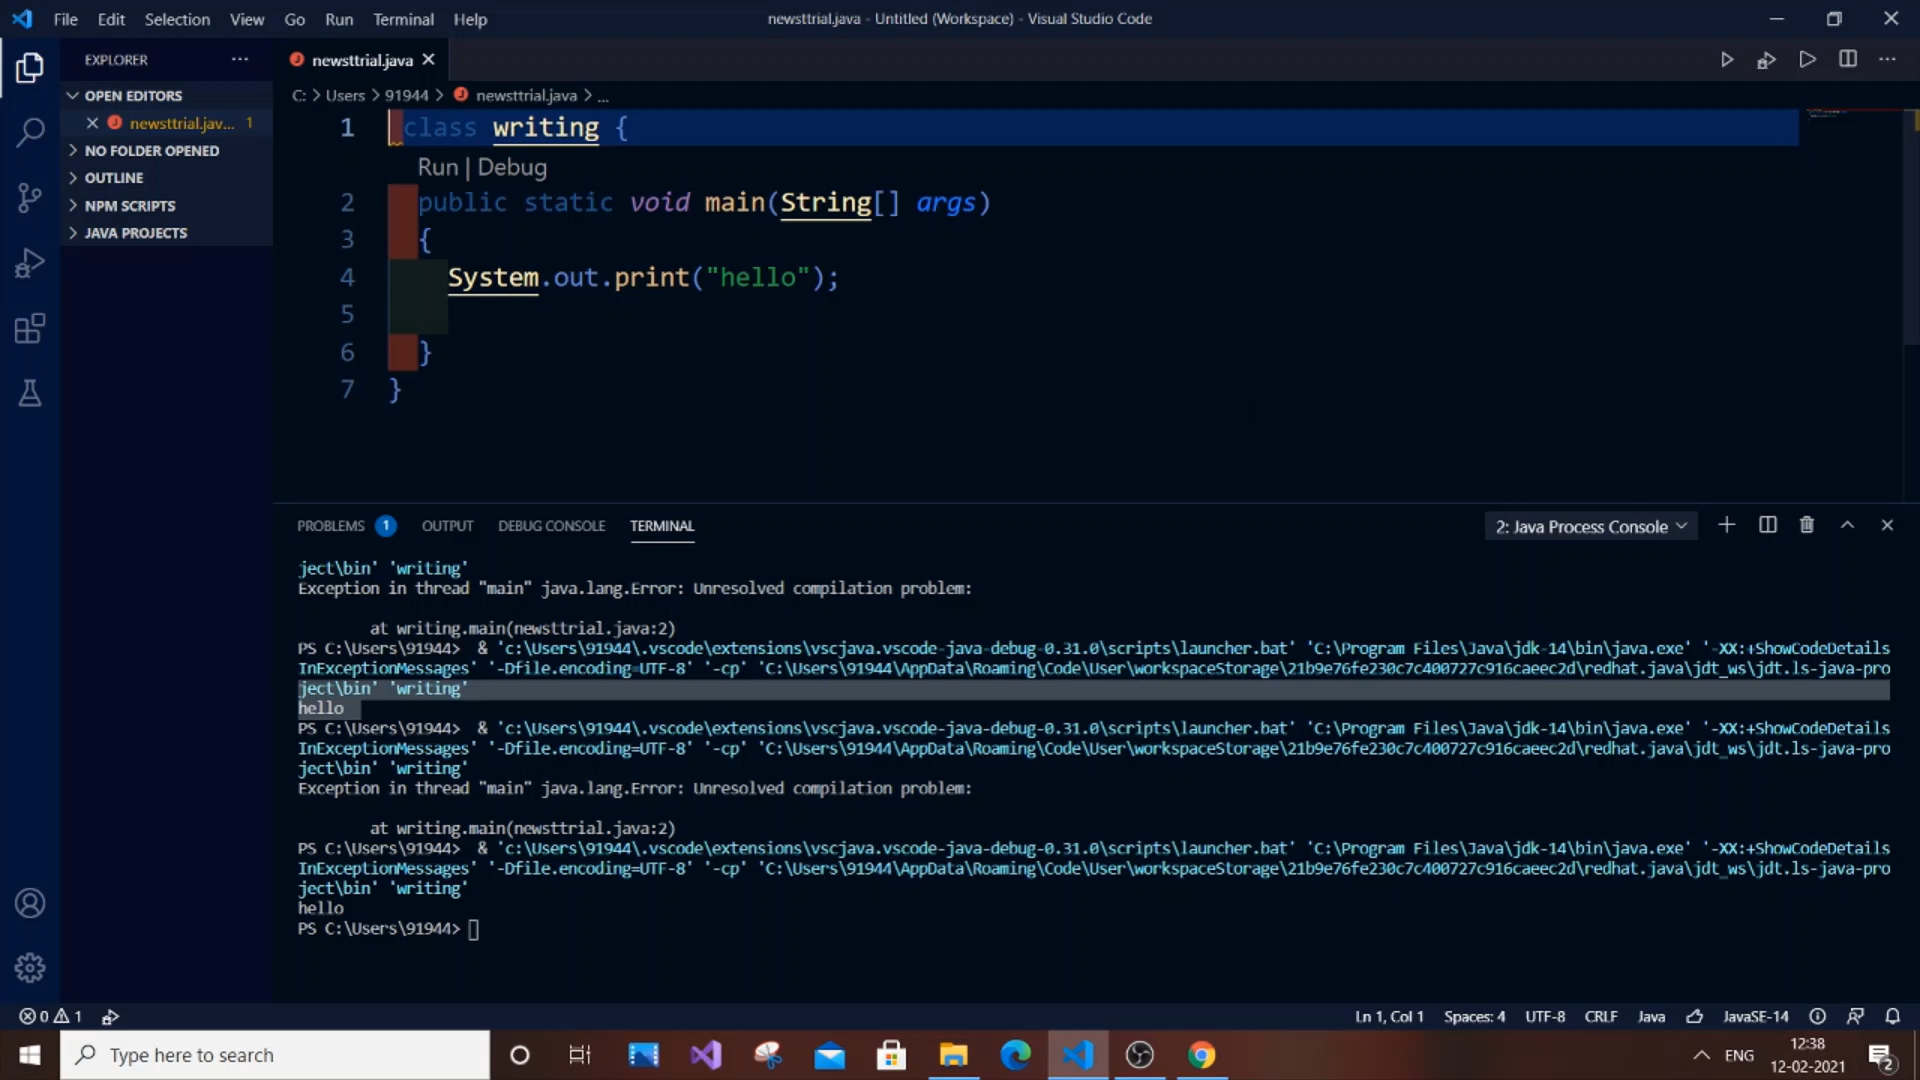 File Edit Selection View Go Run Terminal Help
newsttrial.java - Untitled (Workspace) - Visual Studio Code
EXPLORER
newsttrial.java
OPEN EDITORS
newsttrial.jav... 1
NO FOLDER OPENED
OUTLINE
NPM SCRIPTS
JAVA PROJECTS
C: > Users > 91944 > newsttrial.java > ...
1 class writing {
Run | Debug
2 public static void main(String[] args)
3 {
4 System.out.print("hello");
5
6 }
7 }
PROBLEMS 1 OUTPUT DEBUG CONSOLE TERMINAL
2: Java Process Console
ject\bin' 'writing'
Exception in thread "main" java.lang.Error: Unresolved compilation problem:
at writing.main(newsttrial.java:2)
PS C:\Users\91944> & 'c:\Users\91944\.vscode\extensions\vscjava.vscode-java-debug-0.31.0\scripts\launcher.bat' 'C:\Program Files\Java\jdk-14\bin\java.exe' '-XX:+ShowCodeDetails
InExceptionMessages' '-Dfile.encoding=UTF-8' '-cp' 'C:\Users\91944\AppData\Roaming\Code\User\workspaceStorage\21b9e76fe230c7c400727c916caeec2d\redhat.java\jdt_ws\jdt.ls-java-pro
ject\bin' 'writing'
hello
PS C:\Users\91944> & 'c:\Users\91944\.vscode\extensions\vscjava.vscode-java-debug-0.31.0\scripts\launcher.bat' 'C:\Program Files\Java\jdk-14\bin\java.exe' '-XX:+ShowCodeDetails
InExceptionMessages' '-Dfile.encoding=UTF-8' '-cp' 'C:\Users\91944\AppData\Roaming\Code\User\workspaceStorage\21b9e76fe230c7c400727c916caeec2d\redhat.java\jdt_ws\jdt.ls-java-pro
ject\bin' 'writing'
Exception in thread "main" java.lang.Error: Unresolved compilation problem:
at writing.main(newsttrial.java:2)
PS C:\Users\91944> & 'c:\Users\91944\.vscode\extensions\vscjava.vscode-java-debug-0.31.0\scripts\launcher.bat' 'C:\Program Files\Java\jdk-14\bin\java.exe' '-XX:+ShowCodeDetails
InExceptionMessages' '-Dfile.encoding=UTF-8' '-cp' 'C:\Users\91944\AppData\Roaming\Code\User\workspaceStorage\21b9e76fe230c7c400727c916caeec2d\redhat.java\jdt_ws\jdt.ls-java-pro
ject\bin' 'writing'
hello
PS C:\Users\91944>
0 1
Ln 1, Col 1 Spaces: 4 UTF-8 CRLF Java JavaSE-14
Type here to search
ENG
12:38
12-02-2021
2